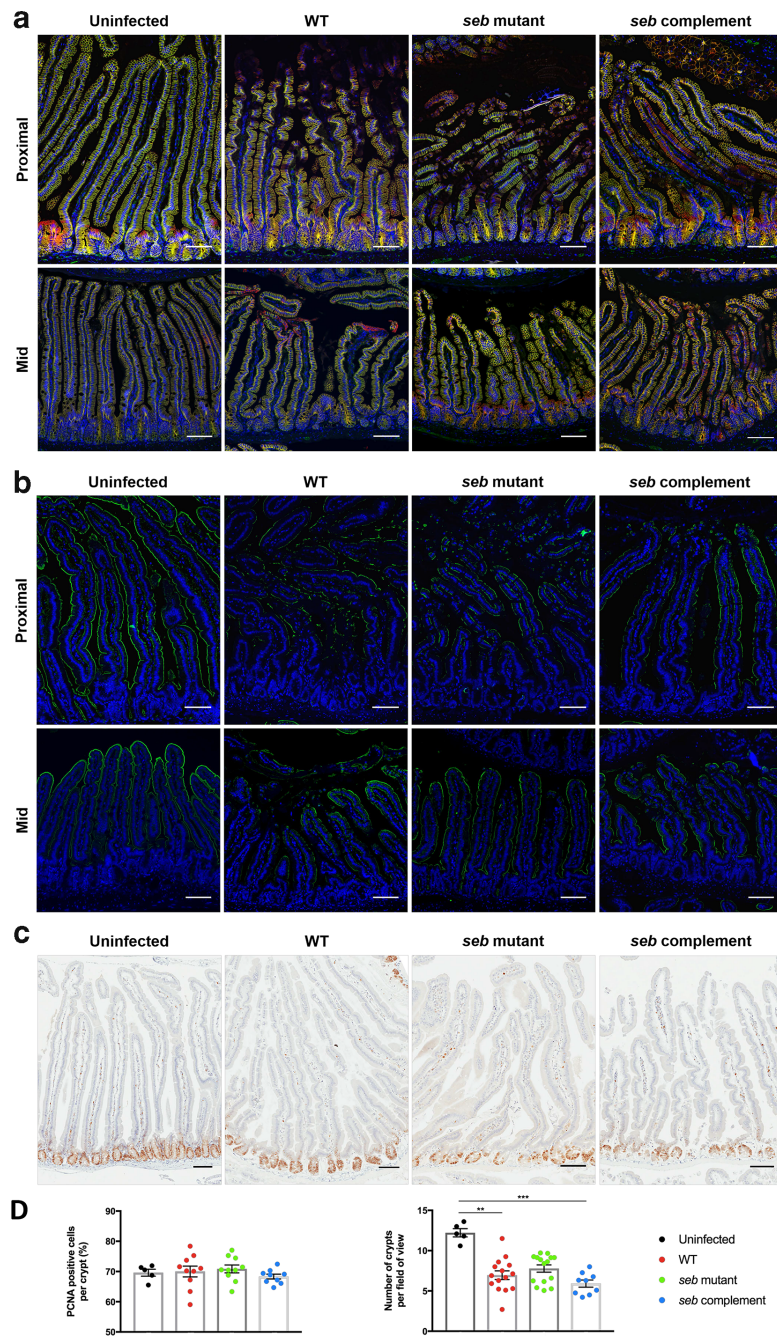 a
Uninfected WT seb mutant seb complement
Proximal
Mid
b
Uninfected WT seb mutant seb complement
Proximal
Mid
c
Uninfected WT seb mutant seb complement
D
PCNA positive cells
per crypt (%)
90
80
70
60
50
Number of crypts
per field of view
15
10
5
0
**
***
Uninfected
WT
seb mutant
seb complement